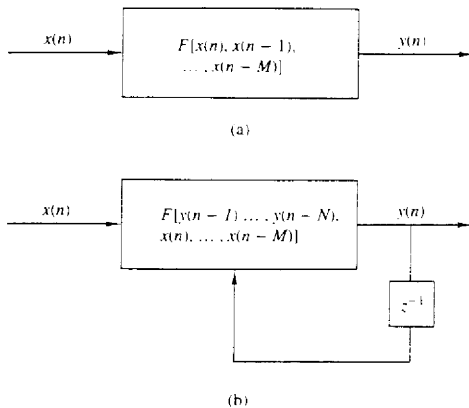 x(n)
F[x(n), x(n − 1),
y(n)
... , x(n − M)]
(a)
x(n)
F[y(n − 1) ... , y(n − N),
y(n)
x(n), ... , x(n − M)]
z⁻¹
(b)